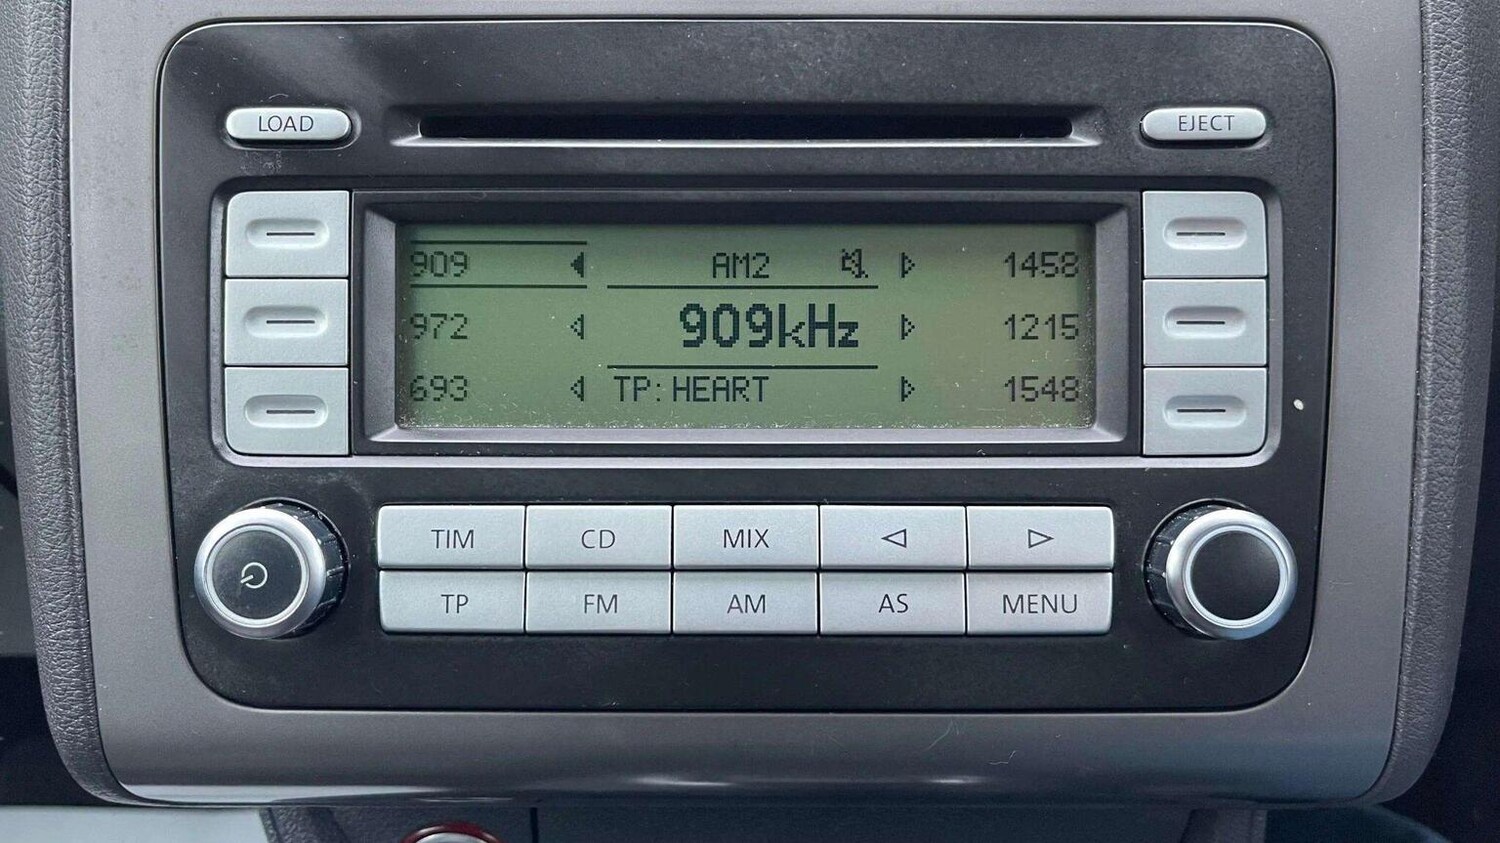 LOAD EJECT
909 AM2 1458
972 909kHz 1215
693 TP:HEART 1548
TIM CD MIX
TP FM AM AS MENU